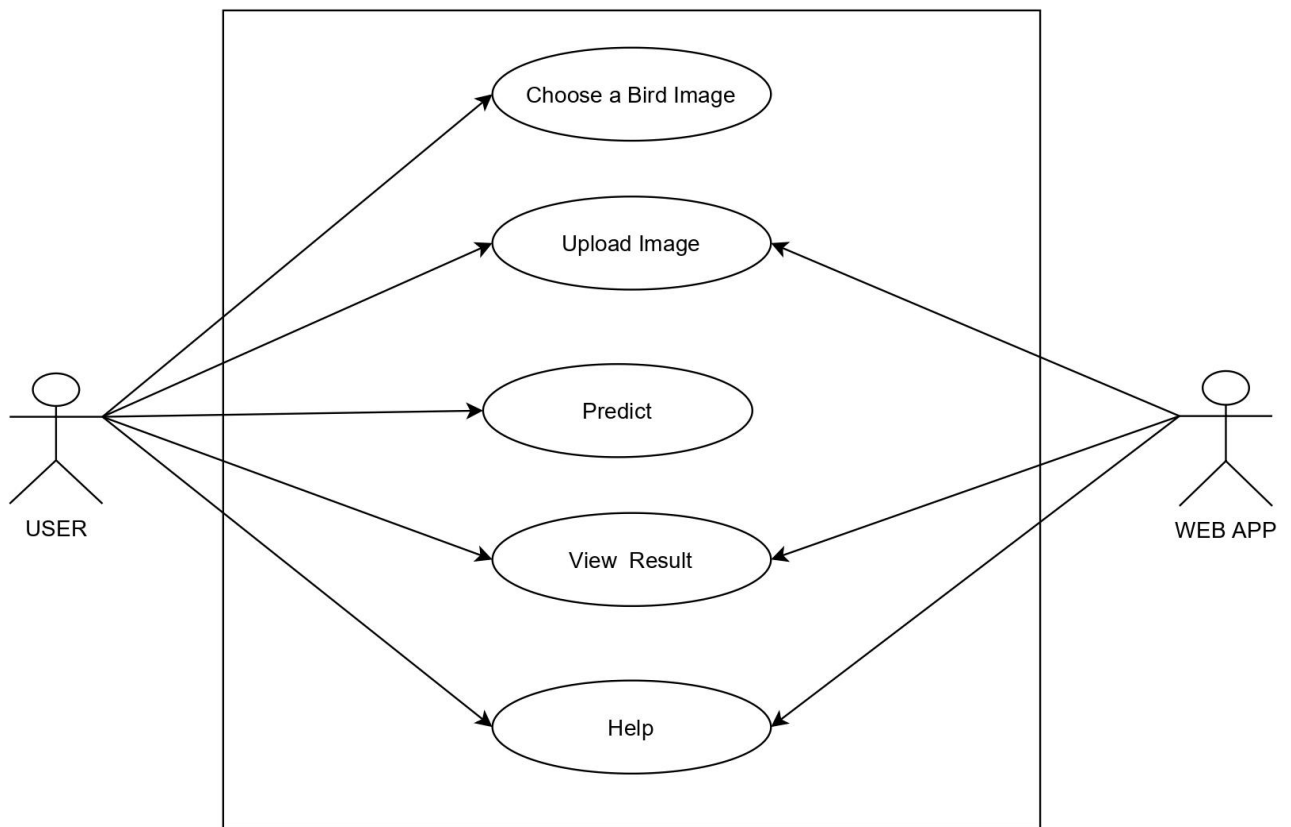 Choose a Bird Image
Upload Image
Predict
View Result
Help
USER
WEB APP